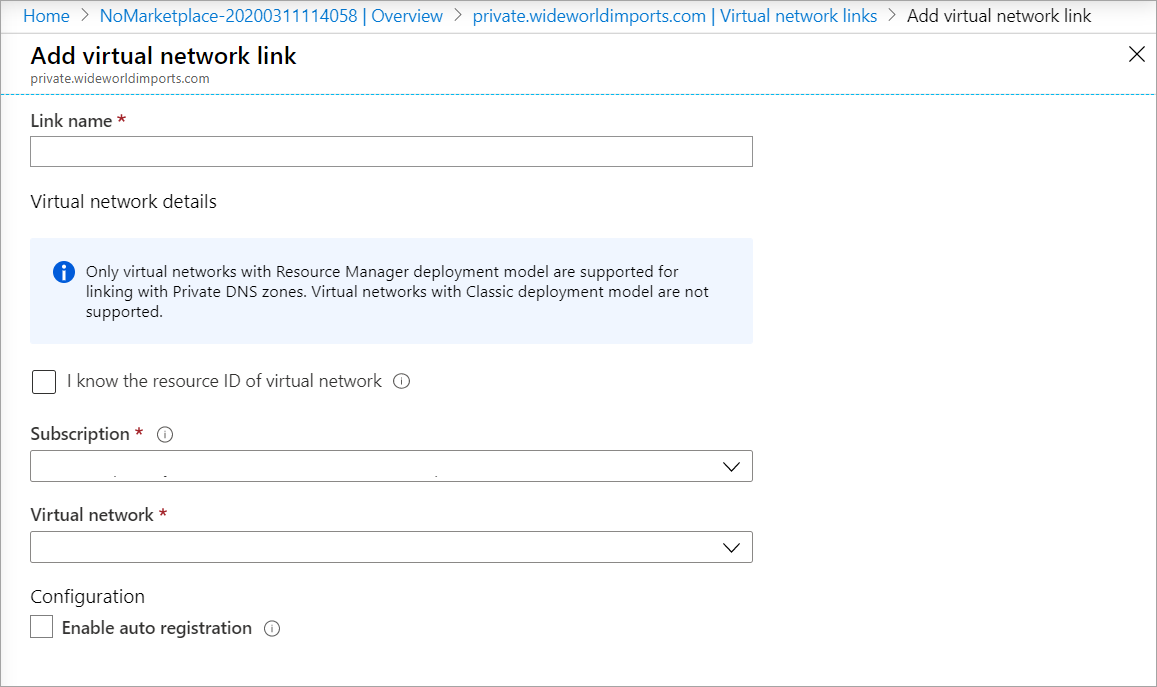 Home > NoMarketplace-20200311114058 | Overview > private.wideworldimports.com | Virtual network links > Add virtual network link
Add virtual network link
private.wideworldimports.com
Link name *
Virtual network details
Only virtual networks with Resource Manager deployment model are supported for
linking with Private DNS zones. Virtual networks with Classic deployment model are not
supported.
I know the resource ID of virtual network
Subscription *
Virtual network *
Configuration
Enable auto registration